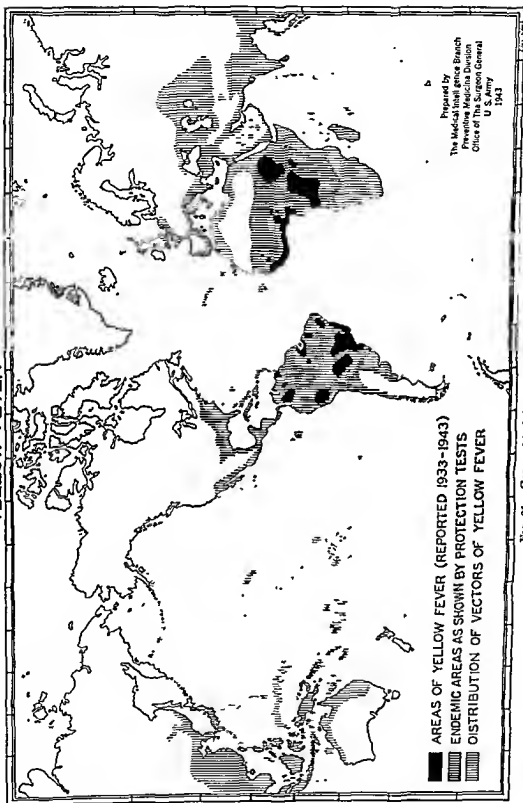 Prepared by
The Medical Intelligence Branch
Preventive Medicine Division
Office of The Surgeon General
U S. Army
1943
AREAS OF YELLOW FEVER (REPORTED 1933-1943)
ENDEMIC AREAS AS SHOWN BY PROTECTION TESTS
DISTRIBUTION OF VECTORS OF YELLOW FEVER